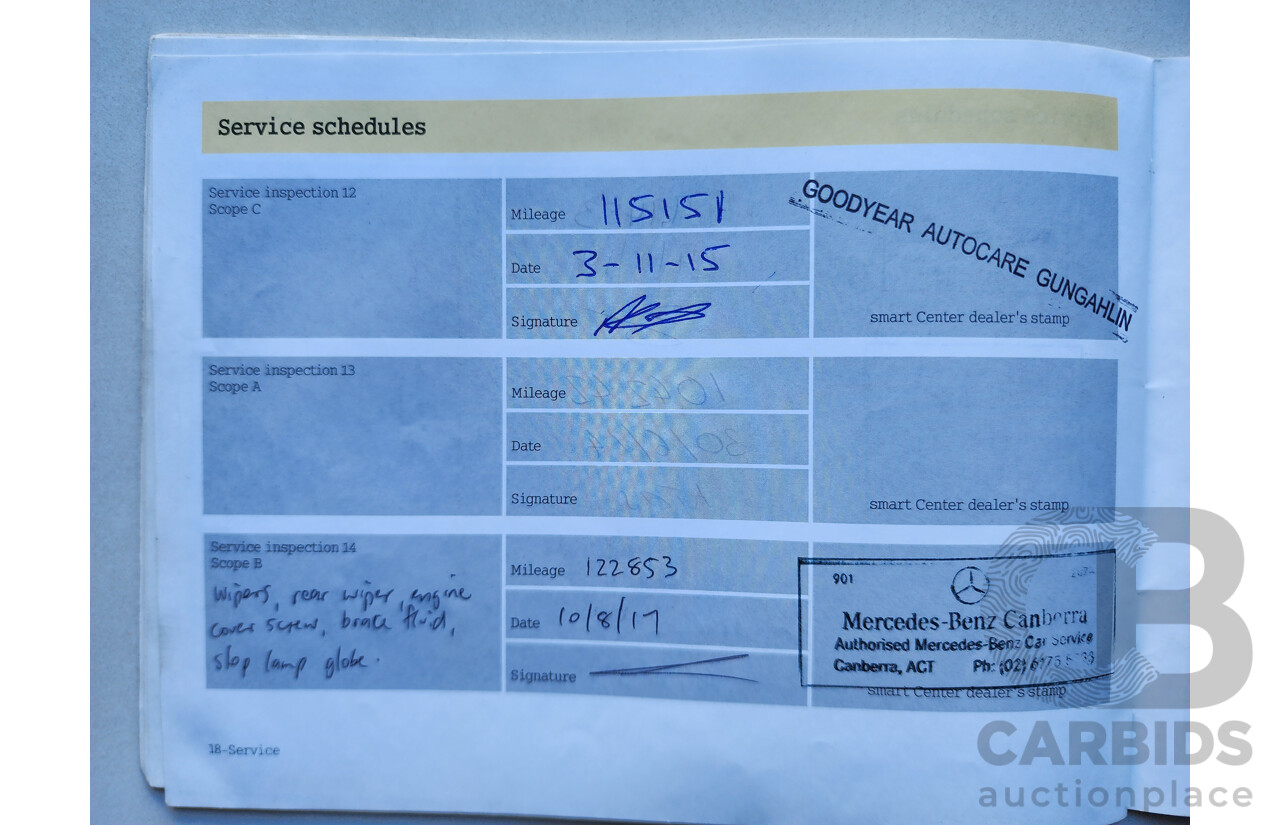 Service schedules
Service inspection 12
Scope C
Mileage 115151
Date 3-11-15
Signature
GOODYEAR AUTOCARE GUNGAHLIN
smart Center dealer's stamp
Service inspection 13
Scope A
Mileage
Date
Signature
smart Center dealer's stamp
Service inspection 14
Scope B
Wipers, rear wiper, engine
cover screw, brake fluid,
stop lamp globe.
Mileage 122853
Date 10/8/17
Signature
901
Mercedes-Benz Canberra
Authorised Mercedes-Benz Car Service
Canberra, ACT Ph: (02)
smart Center dealer's stamp
18-Service
B
CARBIDS
auctionplace